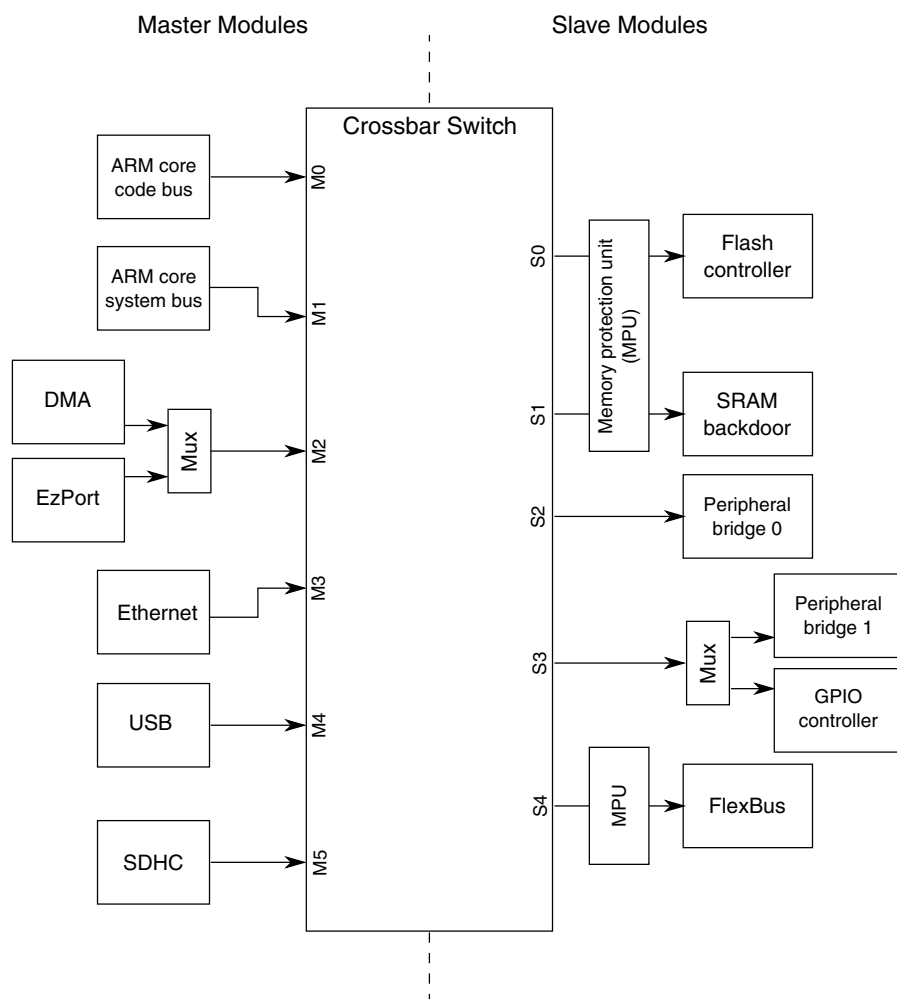 Master Modules
Slave Modules
Crossbar Switch
ARM core
code bus
M0
ARM core
system bus
M1
DMA
EzPort
Mux
M2
Ethernet
M3
USB
M4
SDHC
M5
S0
Memory protection unit
(MPU)
Flash
controller
S1
SRAM
backdoor
S2
Peripheral
bridge 0
S3
Mux
Peripheral
bridge 1
GPIO
controller
S4
MPU
FlexBus